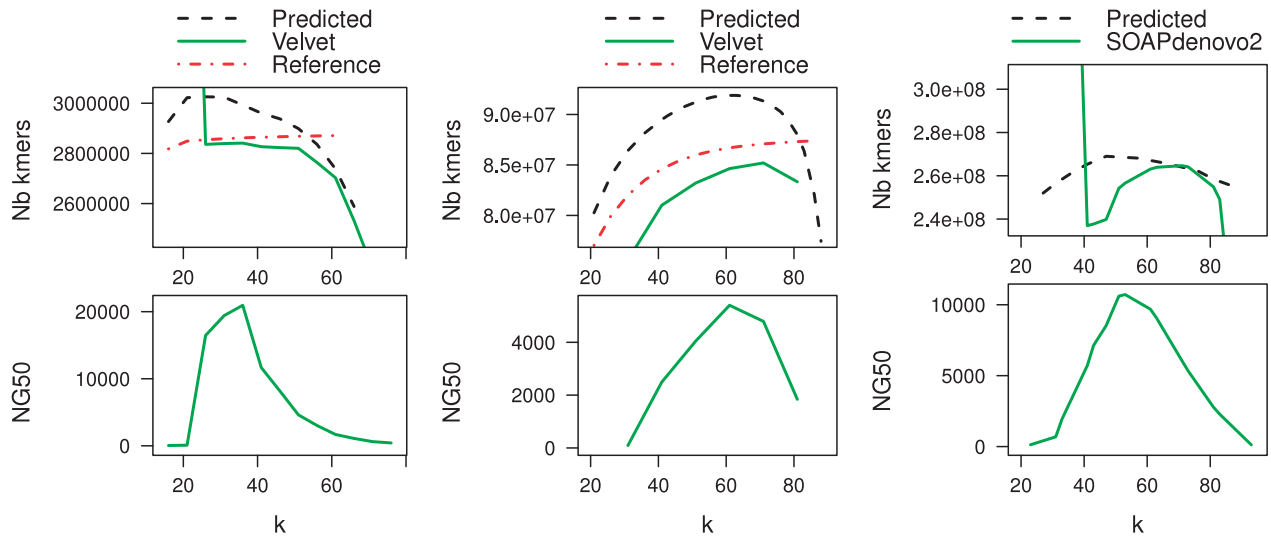 Predicted
Velvet
Reference
Nb kmers
3000000
2800000
2600000
20 40 60
NG50
20000
10000
0
20 40 60
k
Predicted
Velvet
Reference
Nb kmers
9.0e+07
8.5e+07
8.0e+07
20 40 60 80
NG50
4000
2000
0
20 40 60 80
k
Predicted
SOAPdenovo2
Nb kmers
3.0e+08
2.8e+08
2.6e+08
2.4e+08
20 40 60 80
NG50
10000
5000
0
20 40 60 80
k